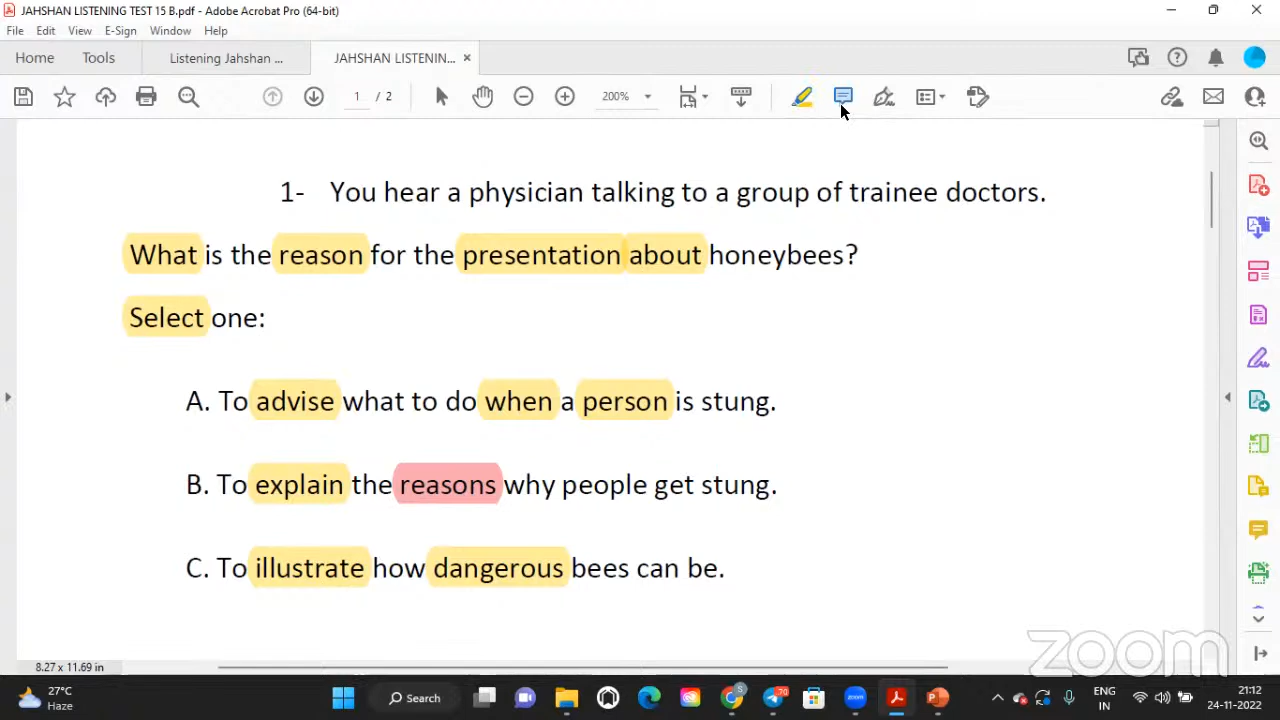 JAHSHAN LISTENING TEST 15 B.pdf - Adobe Acrobat Pro (64-bit)
File Edit View E-Sign Window Help
Home Tools Listening Jahshan ... JAHSHAN LISTENIN... ×
1 / 2 200%
1- You hear a physician talking to a group of trainee doctors.
What is the reason for the presentation about honeybees?
Select one:
A. To advise what to do when a person is stung.
B. To explain the reasons why people get stung.
C. To illustrate how dangerous bees can be.
zoom
8.27 x 11.69 in
27°C
Haze
Search
70
zoom
ENG
IN
21:12
24-11-2022